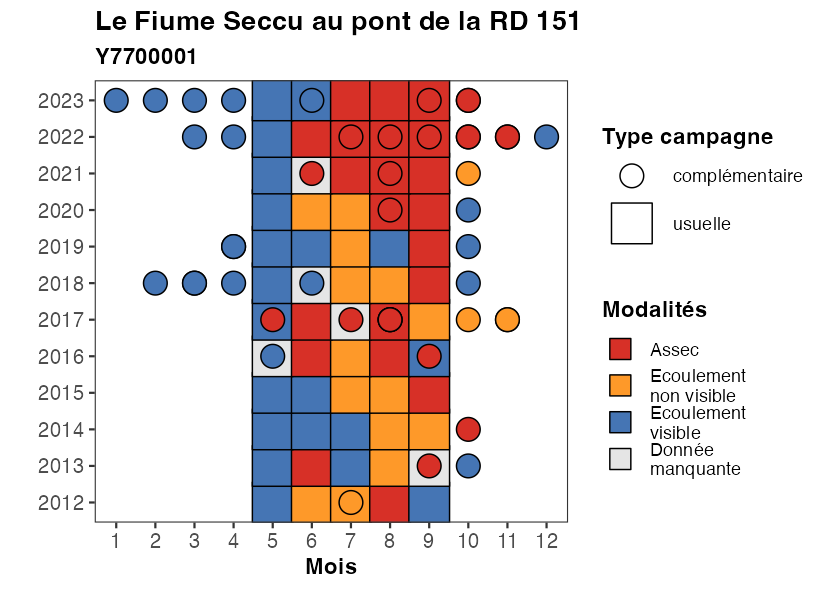 Le Fiume Seccu au pont de la RD 151
Y7700001
2023
2022
2021
2020
2019
2018
2017
2016
2015
2014
2013
2012
1 2 3 4 5 6 7 8 9 10 11 12
Mois
Type campagne
complémentaire
usuelle
Modalités
Assec
Ecoulement
non visible
Ecoulement
visible
Donnée
manquante